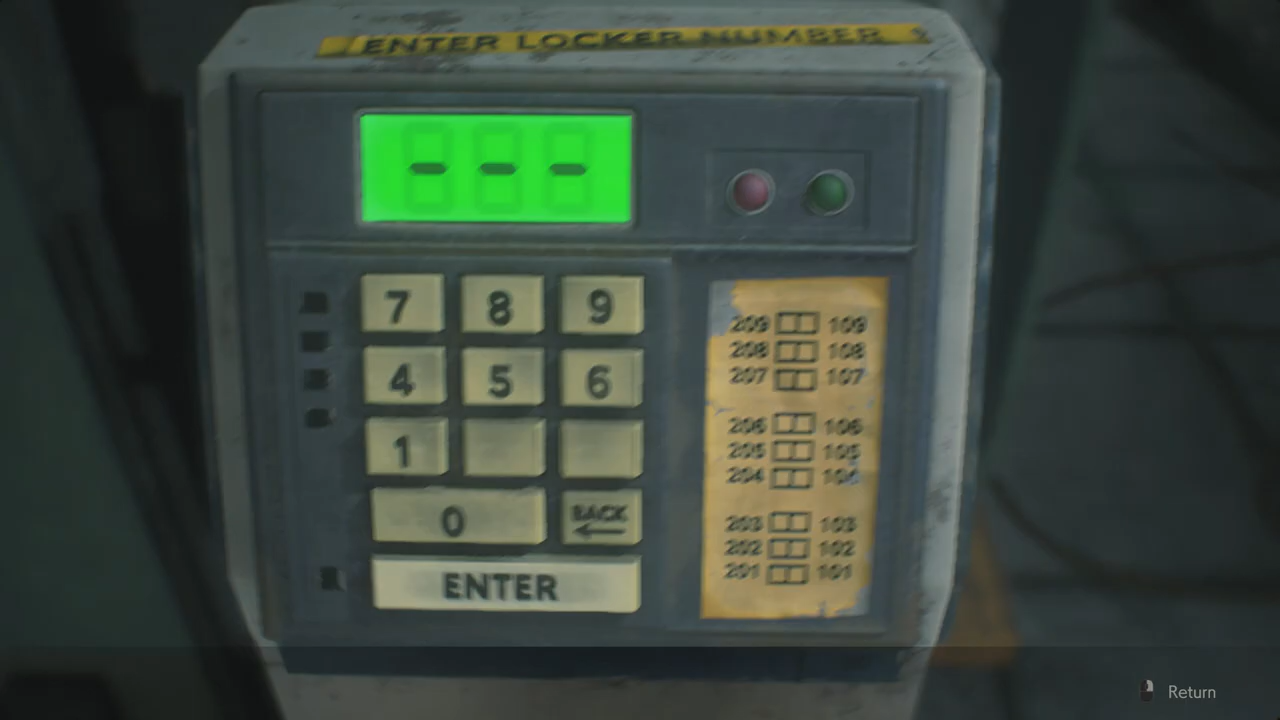 ENTER LOCKER NUMBER
- - -
7 8 9
4 5 6
1
0 BACK
ENTER
209 109
208 108
207 107
206 106
205 105
204 104
203 103
202 102
201 101
Return